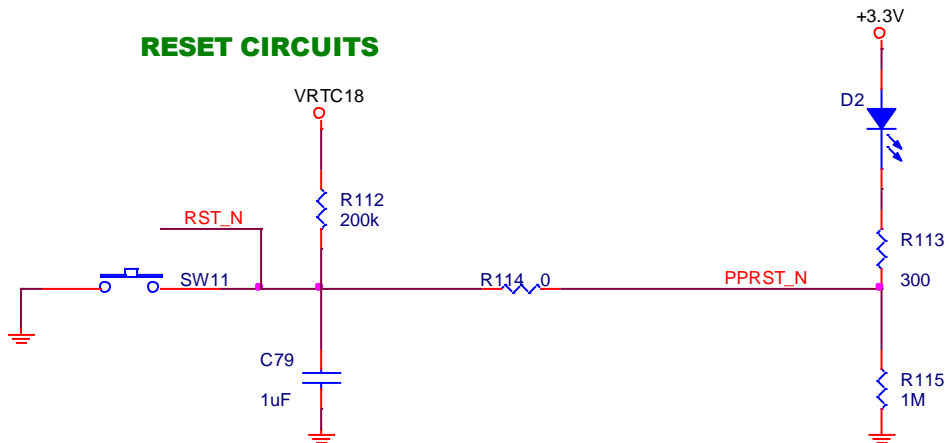 +3.3V
RESET CIRCUITS
VRTC18
D2
R112
200k
RST_N
R113
300
SW11
R114 0
PPRST_N
C79
1uF
R115
1M